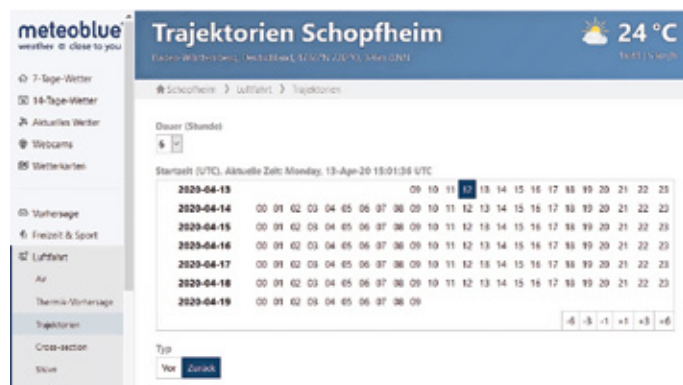 meteoblue
weather ® close to you
7-Tage-Wetter
14-Tage-Wetter
Aktuelles Wetter
Webcams
Wetterkarten
Vorhersage
Freizeit & Sport
Luftfahrt
Air
Thermik-Vorhersage
Trajektorien
Cross-section
Stüve
Trajektorien Schopfheim
24 °C
Schopfheim > Luftfahrt > Trajektorien
Dauer (Stunde)
6
Startzeit (UTC). Aktuelle Zeit: Monday, 13-Apr-20 15:01:36 UTC
2020-04-13 09 10 11 12 13 14 15 16 17 18 19 20 21 22 23
2020-04-14 00 01 02 03 04 05 06 07 08 09 10 11 12 13 14 15 16 17 18 19 20 21 22 23
2020-04-15 00 01 02 03 04 05 06 07 08 09 10 11 12 13 14 15 16 17 18 19 20 21 22 23
2020-04-16 00 01 02 03 04 05 06 07 08 09 10 11 12 13 14 15 16 17 18 19 20 21 22 23
2020-04-17 00 01 02 03 04 05 06 07 08 09 10 11 12 13 14 15 16 17 18 19 20 21 22 23
2020-04-18 00 01 02 03 04 05 06 07 08 09 10 11 12 13 14 15 16 17 18 19 20 21 22 23
2020-04-19 00 01 02 03 04 05 06 07 08 09
-6 -3 -1 +1 +3 +6
Typ
Vor Zurück